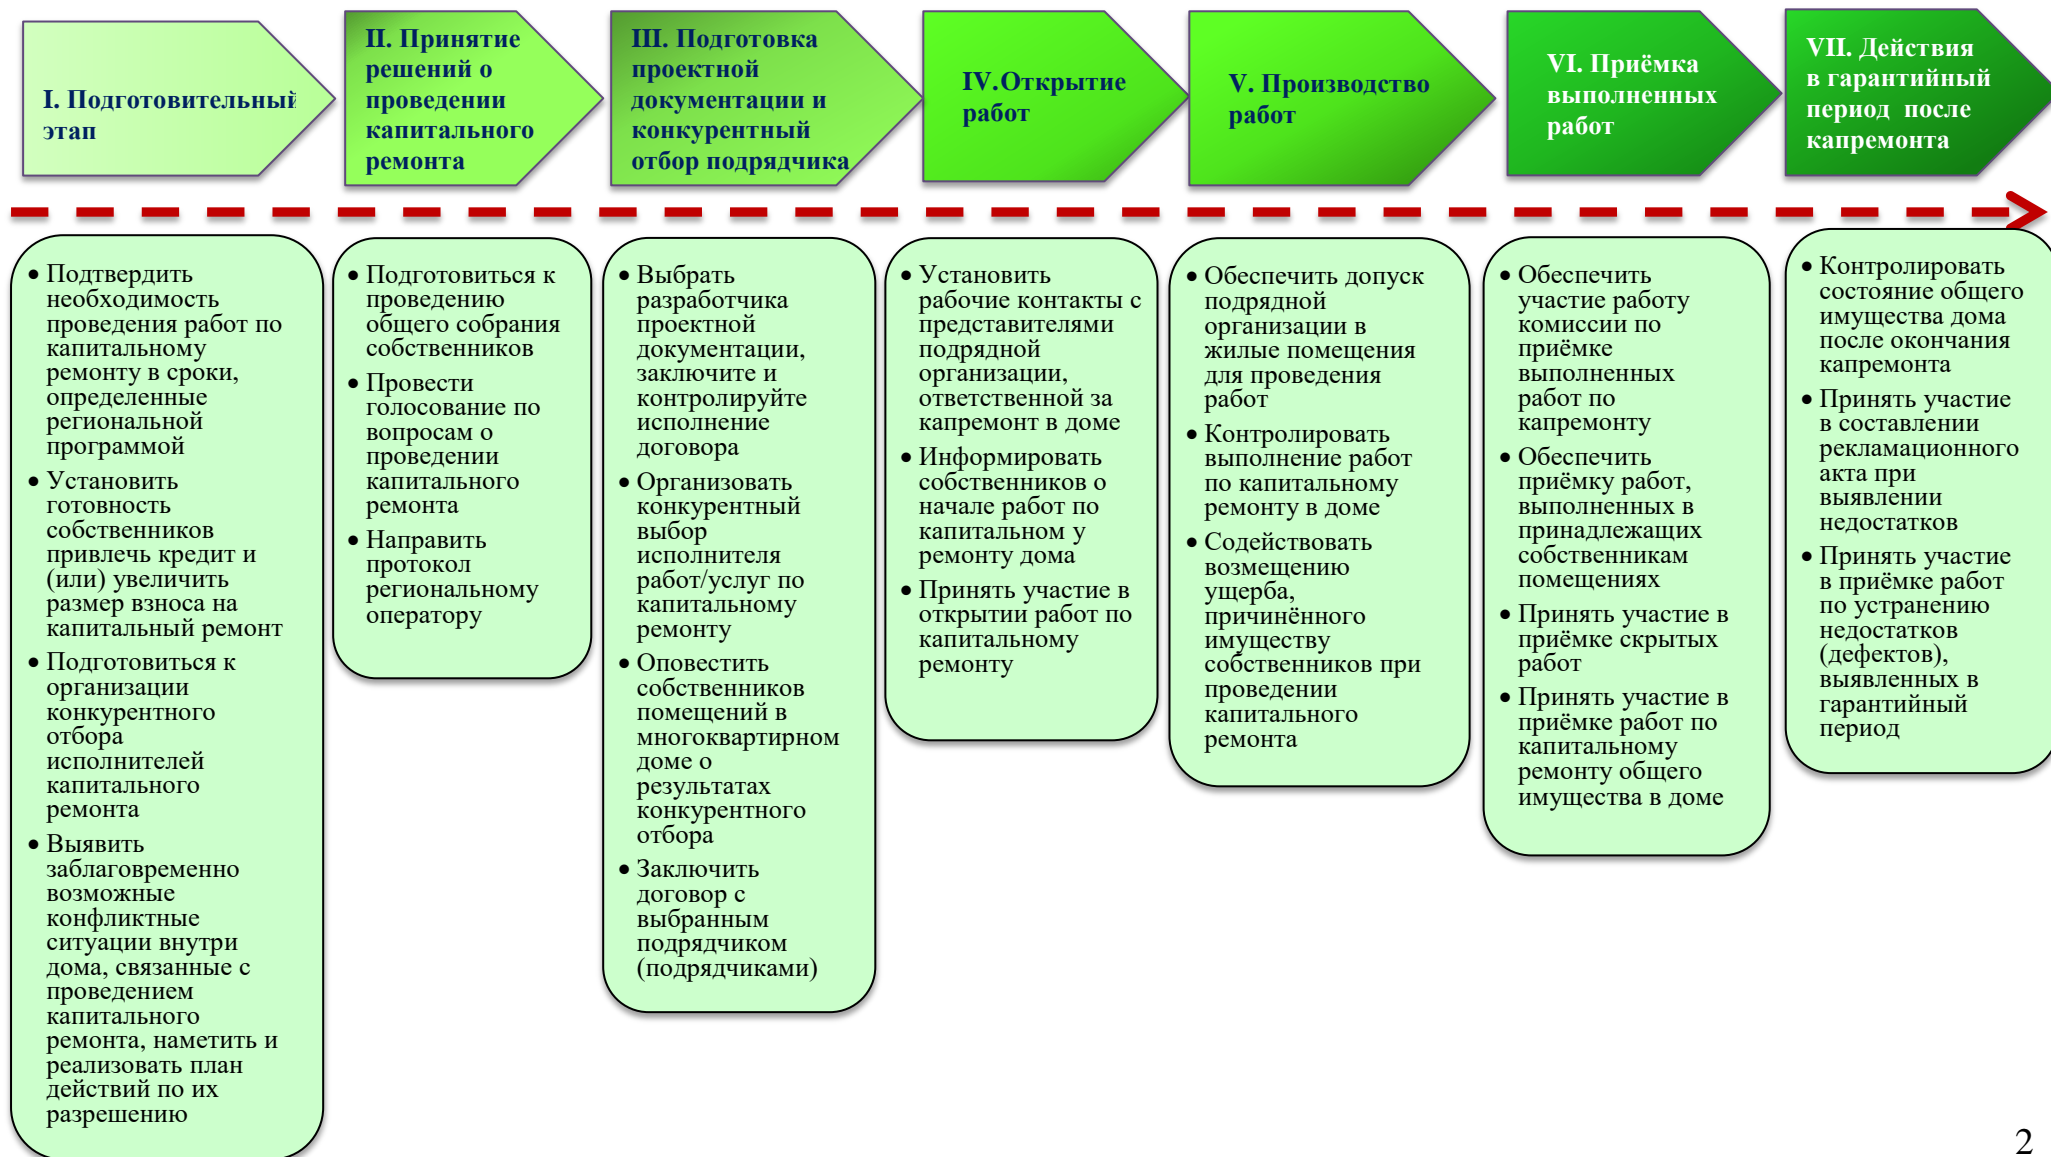 I. Подготовительный
этап
II. Принятие
решений о
проведении
капитального
ремонта
III. Подготовка
проектной
документации и
конкурентный
отбор подрядчика
IV.Открытие
работ
V. Производство
работ
VI. Приёмка
выполненных
работ
VII. Действия
в гарантийный
период после
капремонта
• Подтвердить
необходимость
проведения работ по
капитальному
ремонту в сроки,
определенные
региональной
программой
• Установить
готовность
собственников
привлечь кредит и
(или) увеличить
размер взноса на
капитальный ремонт
• Подготовиться к
организации
конкурентного
отбора
исполнителей
капитального
ремонта
• Выявить
заблаговременно
возможные
конфликтные
ситуации внутри
дома, связанные с
проведением
капитального
ремонта, наметить и
реализовать план
действий по их
разрешению
• Подготовиться к
проведению
общего собрания
собственников
• Провести
голосование по
вопросам о
проведении
капитального
ремонта
• Направить
протокол
региональному
оператору
• Выбрать
разработчика
проектной
документации,
заключите и
контролируйте
исполнение
договора
• Организовать
конкурентный
выбор
исполнителя
работ/услуг по
капитальному
ремонту
• Оповестить
собственников
помещений в
многоквартирном
доме о
результатах
конкурентного
отбора
• Заключить
договор с
выбранным
подрядчиком
(подрядчиками)
• Установить
рабочие контакты с
представителями
подрядной
организации,
ответственной за
капремонт в доме
• Информировать
собственников о
начале работ по
капитальном у
ремонту дома
• Принять участие в
открытии работ по
капитальному
ремонту
• Обеспечить допуск
подрядной
организации в
жилые помещения
для проведения
работ
• Контролировать
выполнение работ
по капитальному
ремонту в доме
• Содействовать
возмещению
ущерба,
причинённого
имуществу
собственников при
проведении
капитального
ремонта
• Обеспечить
участие работу
комиссии по
приёмке
выполненных
работ по
капремонту
• Обеспечить
приёмку работ,
выполненных в
принадлежащих
собственникам
помещениях
• Принять участие в
приёмке скрытых
работ
• Принять участие в
приёмке работ по
капитальному
ремонту общего
имущества в доме
• Контролировать
состояние общего
имущества дома
после окончания
капремонта
• Принять участие
в составлении
рекламационного
акта при
выявлении
недостатков
• Принять участие
в приёмке работ
по устранению
недостатков
(дефектов),
выявленных в
гарантийный
период
2